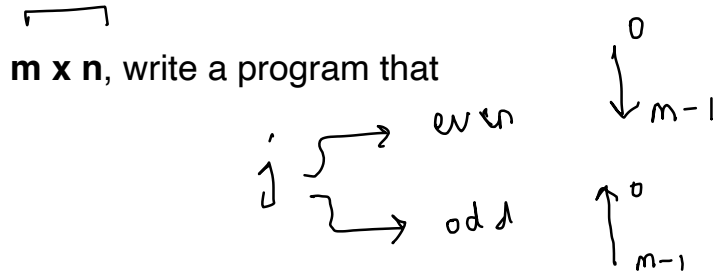 m x n, write a program that
0
m-1
even
j
odd
0
m-1